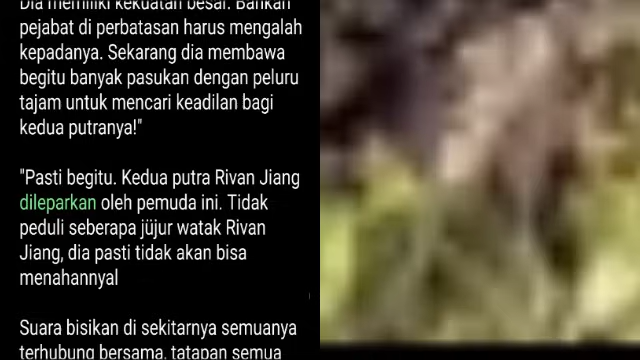 Dia memiliki kekuatan besar. Bahkan
pejabat di perbatasan harus mengalah
kepadanya. Sekarang dia membawa
begitu banyak pasukan dengan peluru
tajam untuk mencari keadilan bagi
kedua putranya!"
"Pasti begitu. Kedua putra Rivan Jiang
dileparkan oleh pemuda ini. Tidak
peduli seberapa jüjur watak Rivan
Jiang, dia pasti tidak akan bisa
menahannyal
Suara bisikan di sekitarnya semuanya
terhubung bersama, tatapan semua